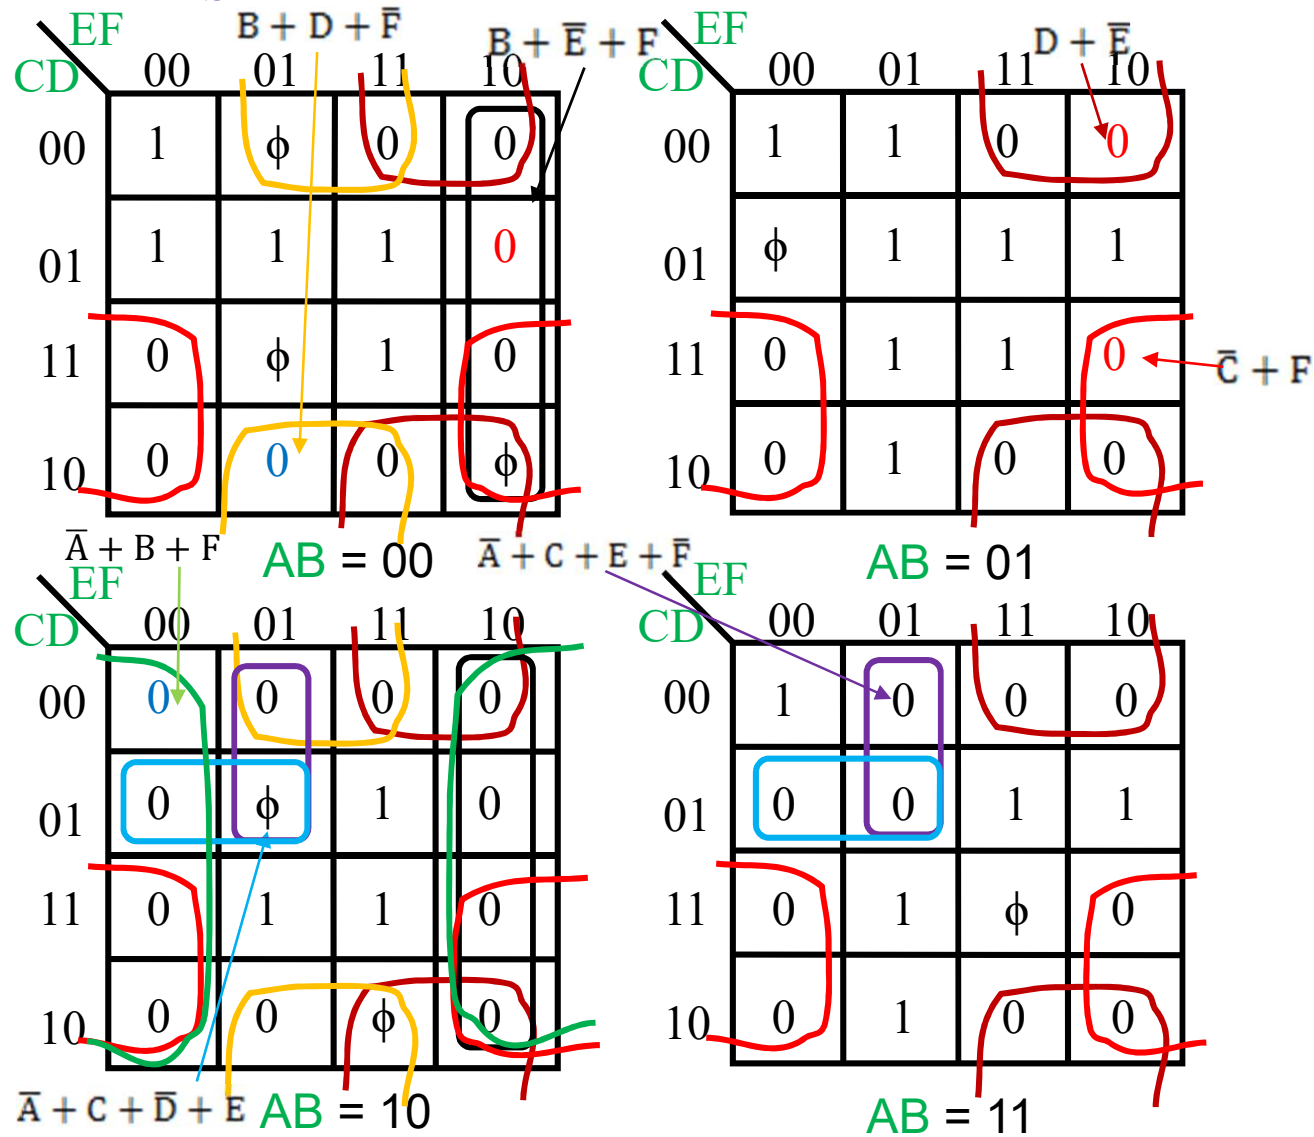 B + D + F̅
B + E̅ + F
EF
CD
00 01 11 10
00 1 ϕ 0 0
01 1 1 1 0
11 0 ϕ 1 0
10 0 0 0 ϕ
AB = 00
D + E̅
EF
CD
00 01 11 10
00 1 1 0 0
01 ϕ 1 1 1
11 0 1 1 0
10 0 1 0 0
C̅ + F
AB = 01
A̅ + B + F
A̅ + C + E + F̅
EF
CD
00 01 11 10
00 0 0 0 0
01 0 ϕ 1 0
11 0 1 1 0
10 0 0 ϕ 0
A̅ + C + D̅ + E
AB = 10
EF
CD
00 01 11 10
00 1 0 0 0
01 0 0 1 1
11 0 1 ϕ 0
10 0 1 0 0
AB = 11